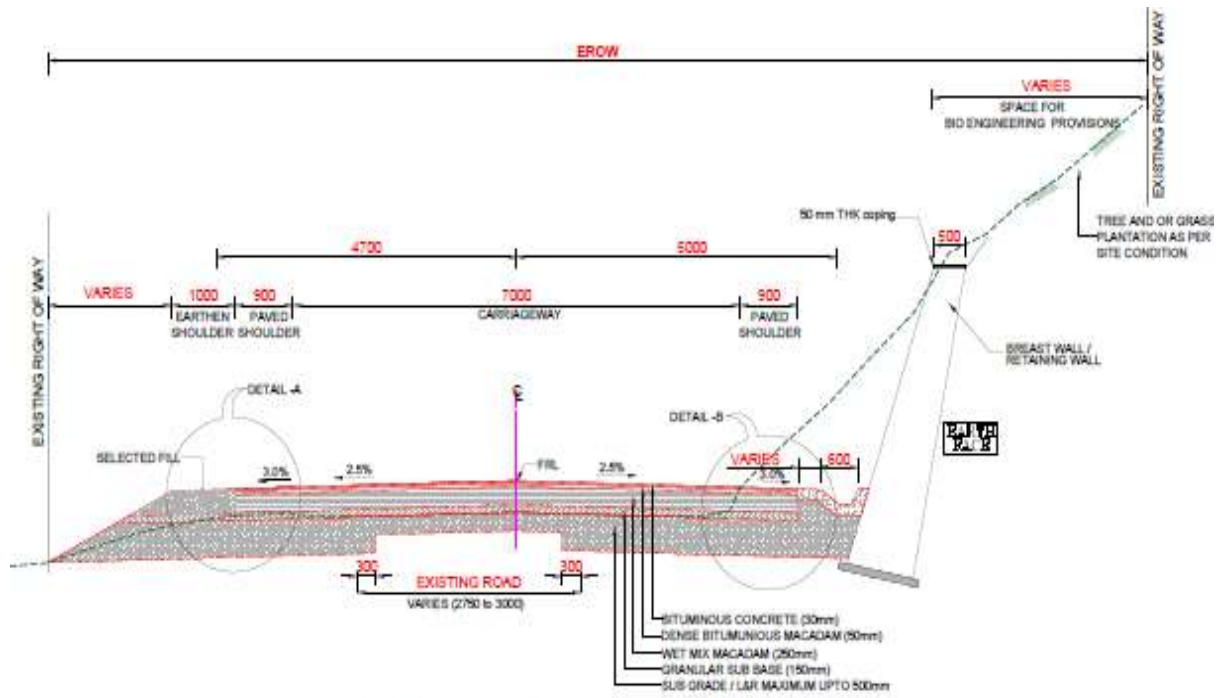 EROW
VARIES
SPACE FOR
BIO ENGINEERING PROVISIONS
EXISTING RIGHT OF WAY
EXISTING RIGHT OF WAY
50 mm THK coping
500
TREE AND OR GRASS
PLANTATION AS PER
SITE CONDITION
4700
5000
VARIES
1000
900
7000
900
EARTHEN
SHOULDER
PAVED
SHOULDER
CARRIAGEWAY
PAVED
SHOULDER
BREAST WALL /
RETAINING WALL
DETAIL -A
DETAIL -B
EARTH
FACE
SELECTED FILL
3.0%
2.5%
FRL
2.5%
VARIES
600
3.0%
300
EXISTING ROAD
300
VARIES (2750 to 3000)
BITUMINOUS CONCRETE (30mm)
DENSE BITUMUNIOUS MACADAM (50mm)
WET MIX MACADAM (250mm)
GRANULAR SUB BASE (150mm)
SUB GRADE / L&R MAXIMUM UPTO 500mm